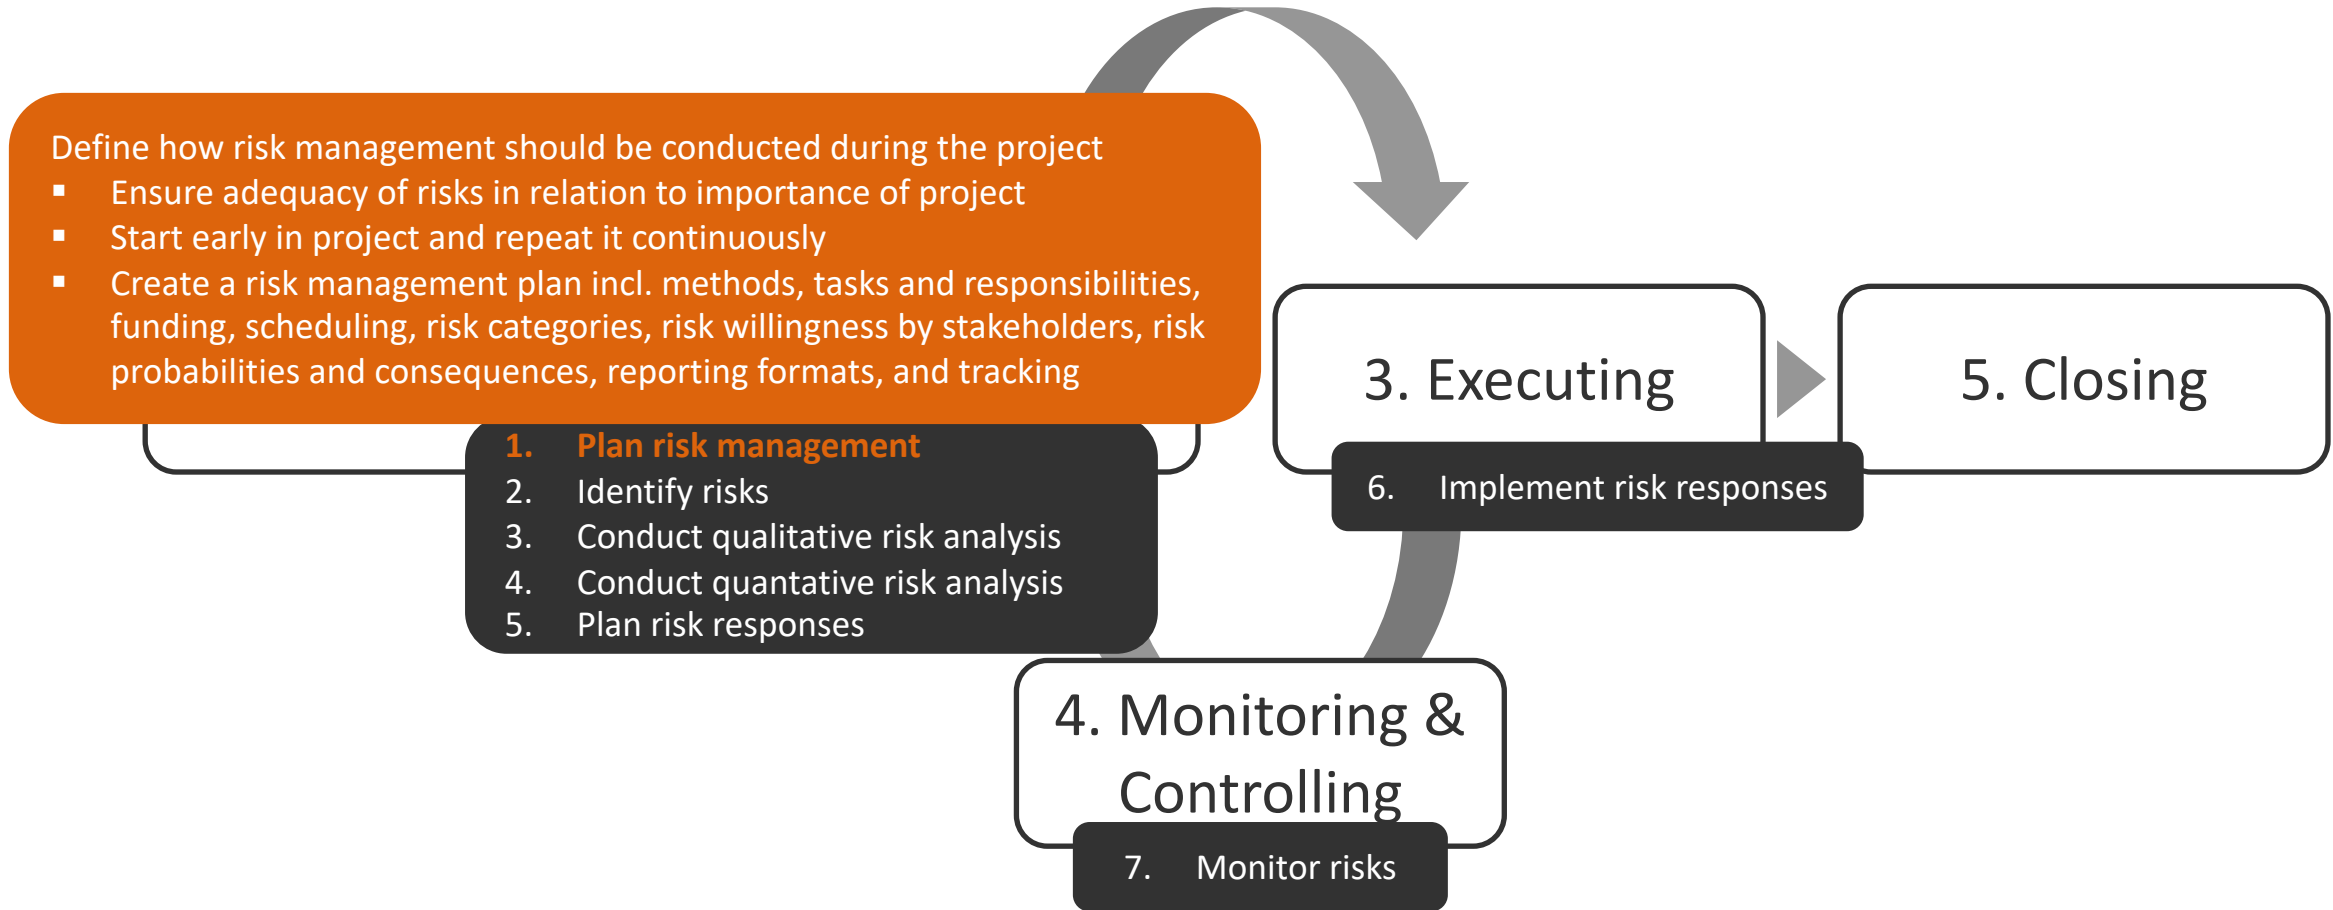 Define how risk management should be conducted during the project
▪ Ensure adequacy of risks in relation to importance of project
▪ Start early in project and repeat it continuously
▪ Create a risk management plan incl. methods, tasks and responsibilities,
funding, scheduling, risk categories, risk willingness by stakeholders, risk
probabilities and consequences, reporting formats, and tracking
1. Plan risk management
2. Identify risks
3. Conduct qualitative risk analysis
4. Conduct quantative risk analysis
5. Plan risk responses
3. Executing
6. Implement risk responses
5. Closing
4. Monitoring &
Controlling
7. Monitor risks